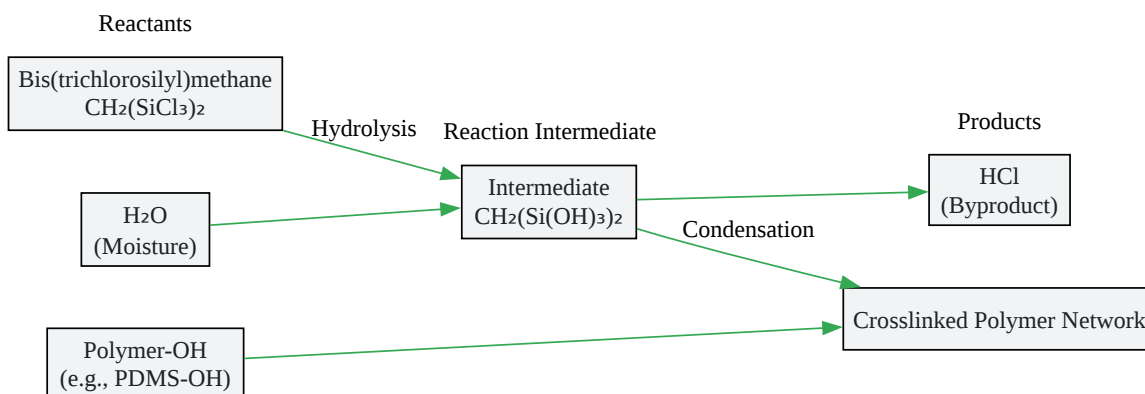 Reactants
Bis(trichlorosilyl)methane
CH₂(SiCl₃)₂
Hydrolysis
Reaction Intermediate
Products
H₂O
(Moisture)
Intermediate
CH₂(Si(OH)₃)₂
HCl
(Byproduct)
Condensation
Crosslinked Polymer Network
Polymer-OH
(e.g., PDMS-OH)